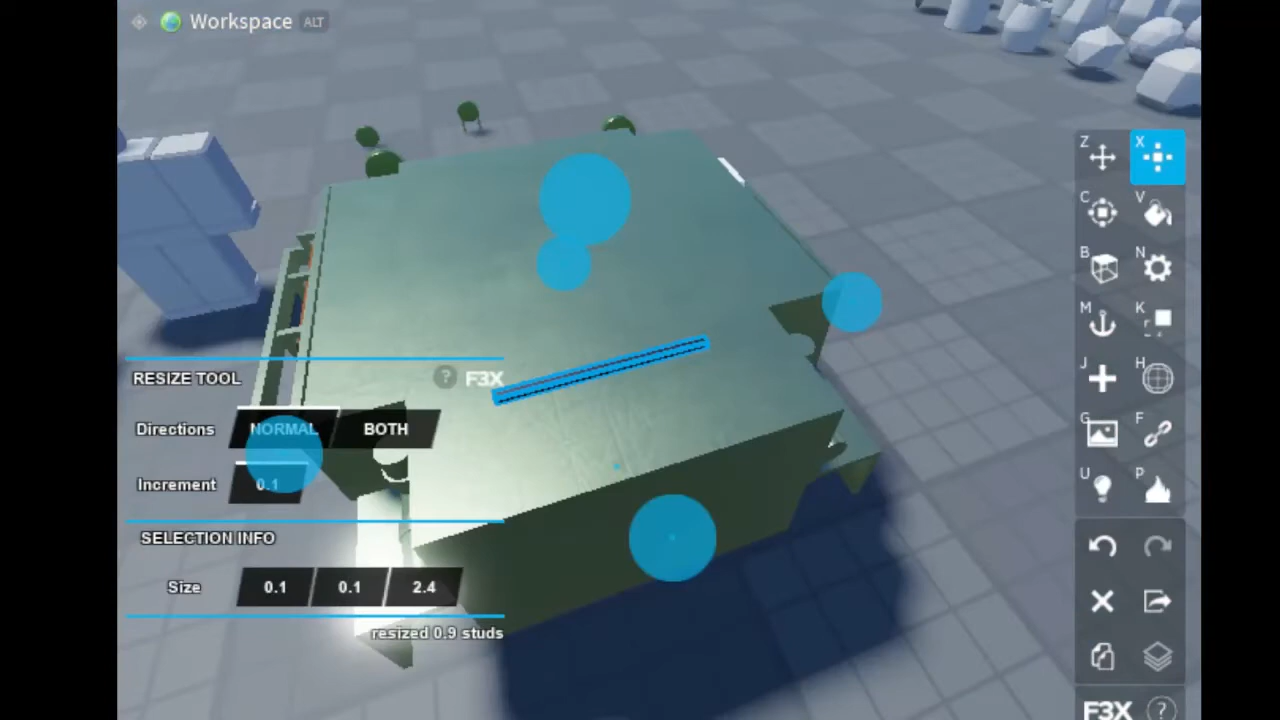 Workspace ALT
Z X
C V
B N
M K
J H
G F
U P
RESIZE TOOL ? F3X
Directions NORMAL BOTH
Increment 0.1
SELECTION INFO
Size 0.1 0.1 2.4
resized 0.9 studs
F3X ?